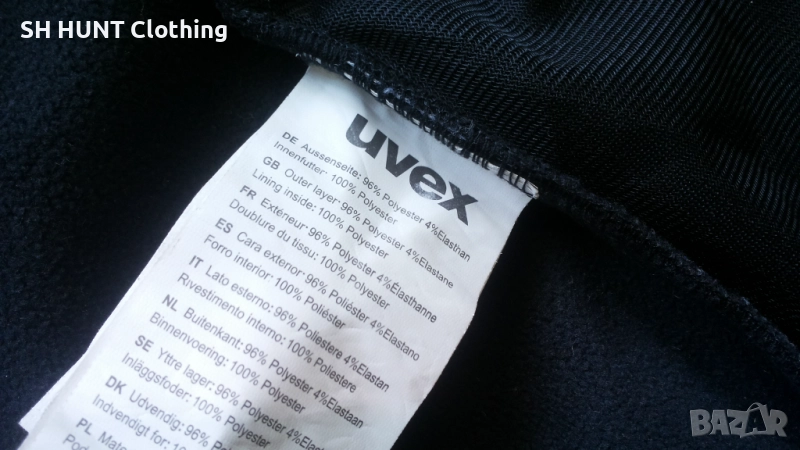 SH HUNT Clothing
uvex
DE Aussenseite: 96% Polyester 4%Elasthan
Innenfutter: 100% Polyester
GB Outer layer: 96% Polyester 4%Elastane
Lining inside: 100% Polyester
FR Extérieur: 96% Polyester 4%Élasthanne
Doublure du tissu: 100% Polyester
ES Cara exterior: 96% Poliéster 4%Elastano
Forro interior: 100% Poliéster
IT Lato esterno: 96% Poliestere 4%Elastan
Rivestimento interno: 100% Poliestere
NL Buitenkant: 96% Polyester 4%Elastaan
Binnenvoering: 100% Polyester
SE Yttre lager: 96% Polyester 4%Elastan
Inläggsfoder: 100% Polyester
DK Udvendig: 96% Polyester 4%Elastan
Indvendigt for: 100% Polyester
PL
BAZAR